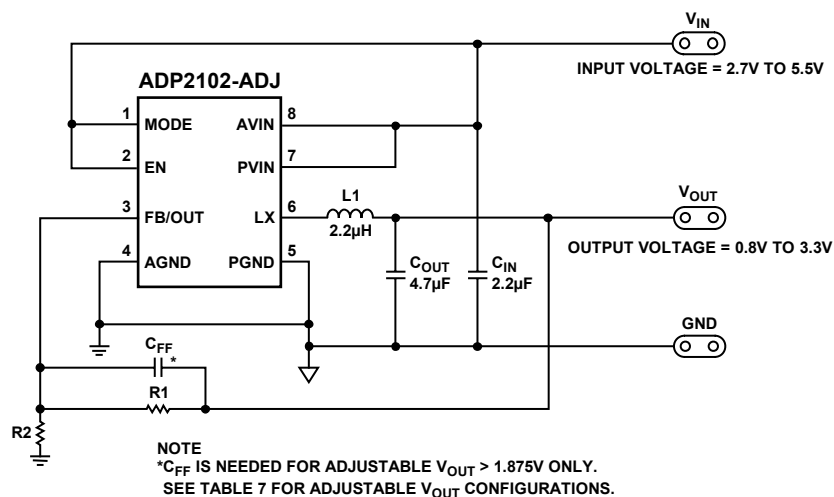 V_IN
INPUT VOLTAGE = 2.7V TO 5.5V
ADP2102-ADJ
1 MODE AVIN 8
2 EN PVIN 7
3 FB/OUT LX 6
4 AGND PGND 5
L1
2.2µH
V_OUT
OUTPUT VOLTAGE = 0.8V TO 3.3V
C_OUT
4.7µF
C_IN
2.2µF
GND
C_FF
*
R1
R2
NOTE
*C_FF IS NEEDED FOR ADJUSTABLE V_OUT > 1.875V ONLY.
SEE TABLE 7 FOR ADJUSTABLE V_OUT CONFIGURATIONS.